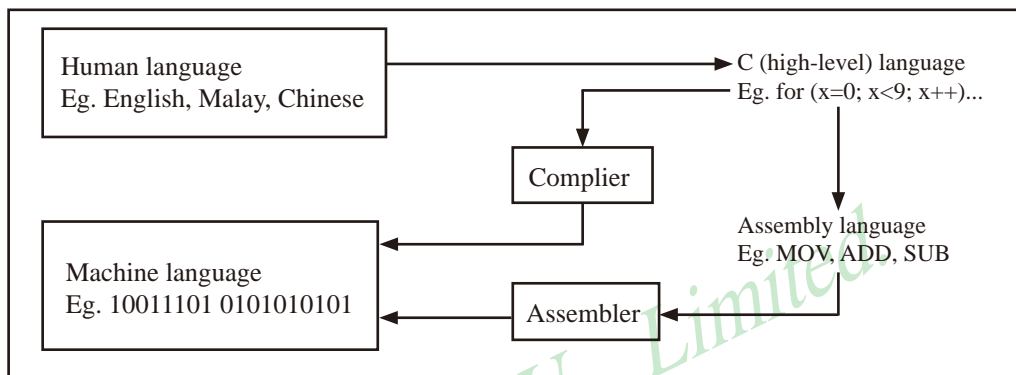 Human language
Eg. English, Malay, Chinese
C (high-level) language
Eg. for (x=0; x<9; x++)...
Complier
Assembly language
Eg. MOV, ADD, SUB
Machine language
Eg. 10011101 0101010101
Assembler
Limited.